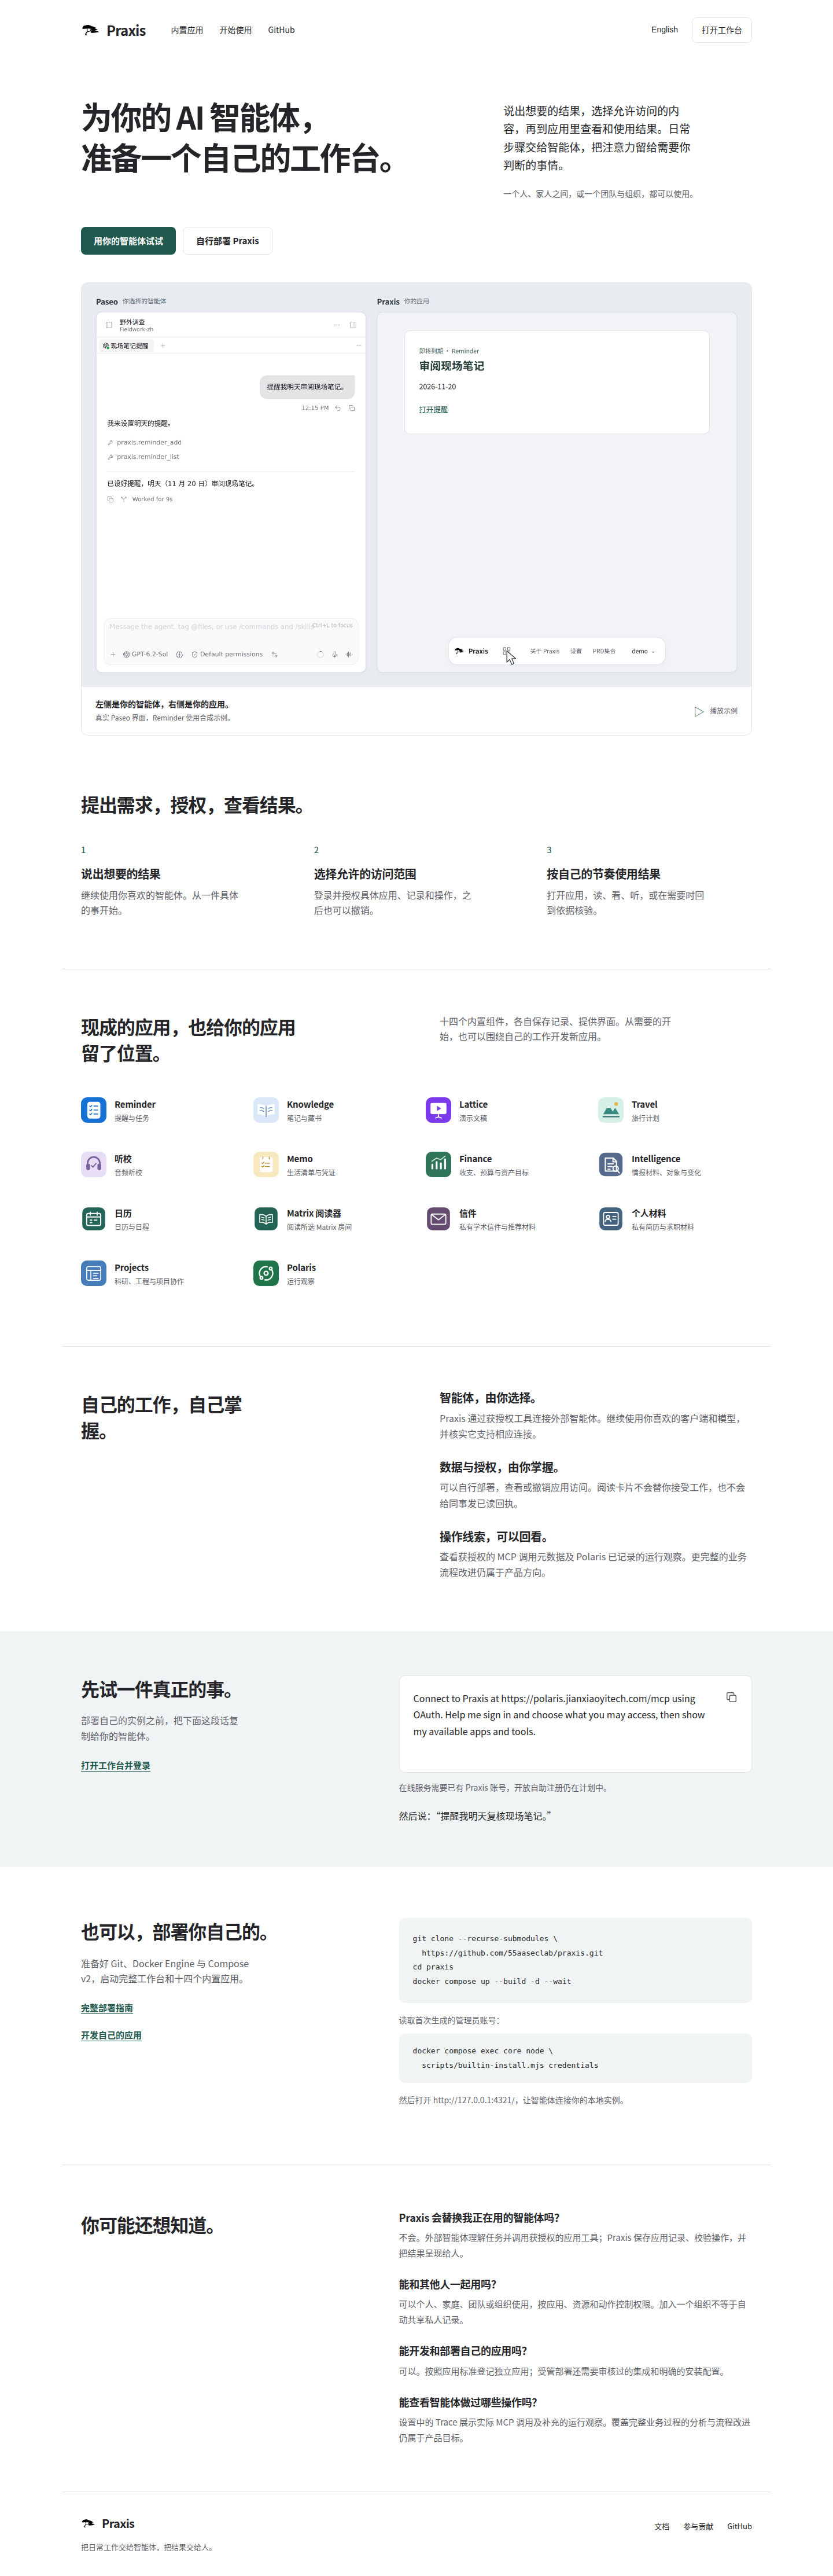 Praxis
内置应用
开始使用
GitHub
English
打开工作台
为你的 AI 智能体，
准备一个自己的工作台。
说出想要的结果，选择允许访问的内
容，再到应用里查看和使用结果。日常
步骤交给智能体，把注意力留给需要你
判断的事情。
一个人、家人之间，或一个团队与组织，都可以使用。
用你的智能体试试
自行部署 Praxis
Paseo 你选择的智能体
野外调查
Fieldwork-zh
现场笔记提醒
提醒我明天审阅现场笔记。
12:15 PM
我来设置明天的提醒。
praxis.reminder_add
praxis.reminder_list
已设好提醒，明天（11 月 20 日）审阅现场笔记。
Worked for 9s
Message the agent, tag @files, or use /commands and /skills
Ctrl+L to focus
GPT-6.2-Sol
Default permissions
Praxis 你的应用
即将到期 · Reminder
审阅现场笔记
2026-11-20
打开提醒
Praxis
关于 Praxis
设置
PRD集合
demo
左侧是你的智能体，右侧是你的应用。
真实 Paseo 界面，Reminder 使用合成示例。
播放示例
提出需求，授权，查看结果。
1
说出想要的结果
继续使用你喜欢的智能体。从一件具体
的事开始。
2
选择允许的访问范围
登录并授权具体应用、记录和操作，之
后也可以撤销。
3
按自己的节奏使用结果
打开应用，读、看、听，或在需要时回
到依据核验。
现成的应用，也给你的应用
留了位置。
十四个内置组件，各自保存记录、提供界面。从需要的开
始，也可以围绕自己的工作开发新应用。
Reminder
提醒与任务
Knowledge
笔记与藏书
Lattice
演示文稿
Travel
旅行计划
听校
音频听校
Memo
生活清单与凭证
Finance
收支、预算与资产目标
Intelligence
情报材料、对象与变化
日历
日历与日程
Matrix 阅读器
阅读所选 Matrix 房间
信件
私有学术信件与推荐材料
个人材料
私有简历与求职材料
Projects
科研、工程与项目协作
Polaris
运行观察
自己的工作，自己掌
握。
智能体，由你选择。
Praxis 通过获授权工具连接外部智能体。继续使用你喜欢的客户端和模型，
并核实它支持相应连接。
数据与授权，由你掌握。
可以自行部署，查看或撤销应用访问。阅读卡片不会替你接受工作，也不会
给同事发已读回执。
操作线索，可以回看。
查看获授权的 MCP 调用元数据及 Polaris 已记录的运行观察。更完整的业务
流程改进仍属于产品方向。
先试一件真正的事。
部署自己的实例之前，把下面这段话复
制给你的智能体。
打开工作台并登录
Connect to Praxis at https://polaris.jianxiaoyitech.com/mcp using
OAuth. Help me sign in and choose what you may access, then show
my available apps and tools.
在线服务需要已有 Praxis 账号，开放自助注册仍在计划中。
然后说：“提醒我明天复核现场笔记。”
也可以，部署你自己的。
准备好 Git、Docker Engine 与 Compose
v2，启动完整工作台和十四个内置应用。
完整部署指南
开发自己的应用
git clone --recurse-submodules \
https://github.com/55aaseclab/praxis.git
cd praxis
docker compose up --build -d --wait
读取首次生成的管理员账号：
docker compose exec core node \
scripts/builtin-install.mjs credentials
然后打开 http://127.0.0.1:4321/，让智能体连接你的本地实例。
你可能还想知道。
Praxis 会替换我正在用的智能体吗？
不会。外部智能体理解任务并调用获授权的应用工具；Praxis 保存应用记录、校验操作，并
把结果呈现给人。
能和其他人一起用吗？
可以个人、家庭、团队或组织使用，按应用、资源和动作控制权限。加入一个组织不等于自
动共享私人记录。
能开发和部署自己的应用吗？
可以。按照应用标准登记独立应用；受管部署还需要审核过的集成和明确的安装配置。
能查看智能体做过哪些操作吗？
设置中的 Trace 展示实际 MCP 调用及补充的运行观察。覆盖完整业务过程的分析与流程改进
仍属于产品目标。
Praxis
把日常工作交给智能体，把结果交给人。
文档
参与贡献
GitHub